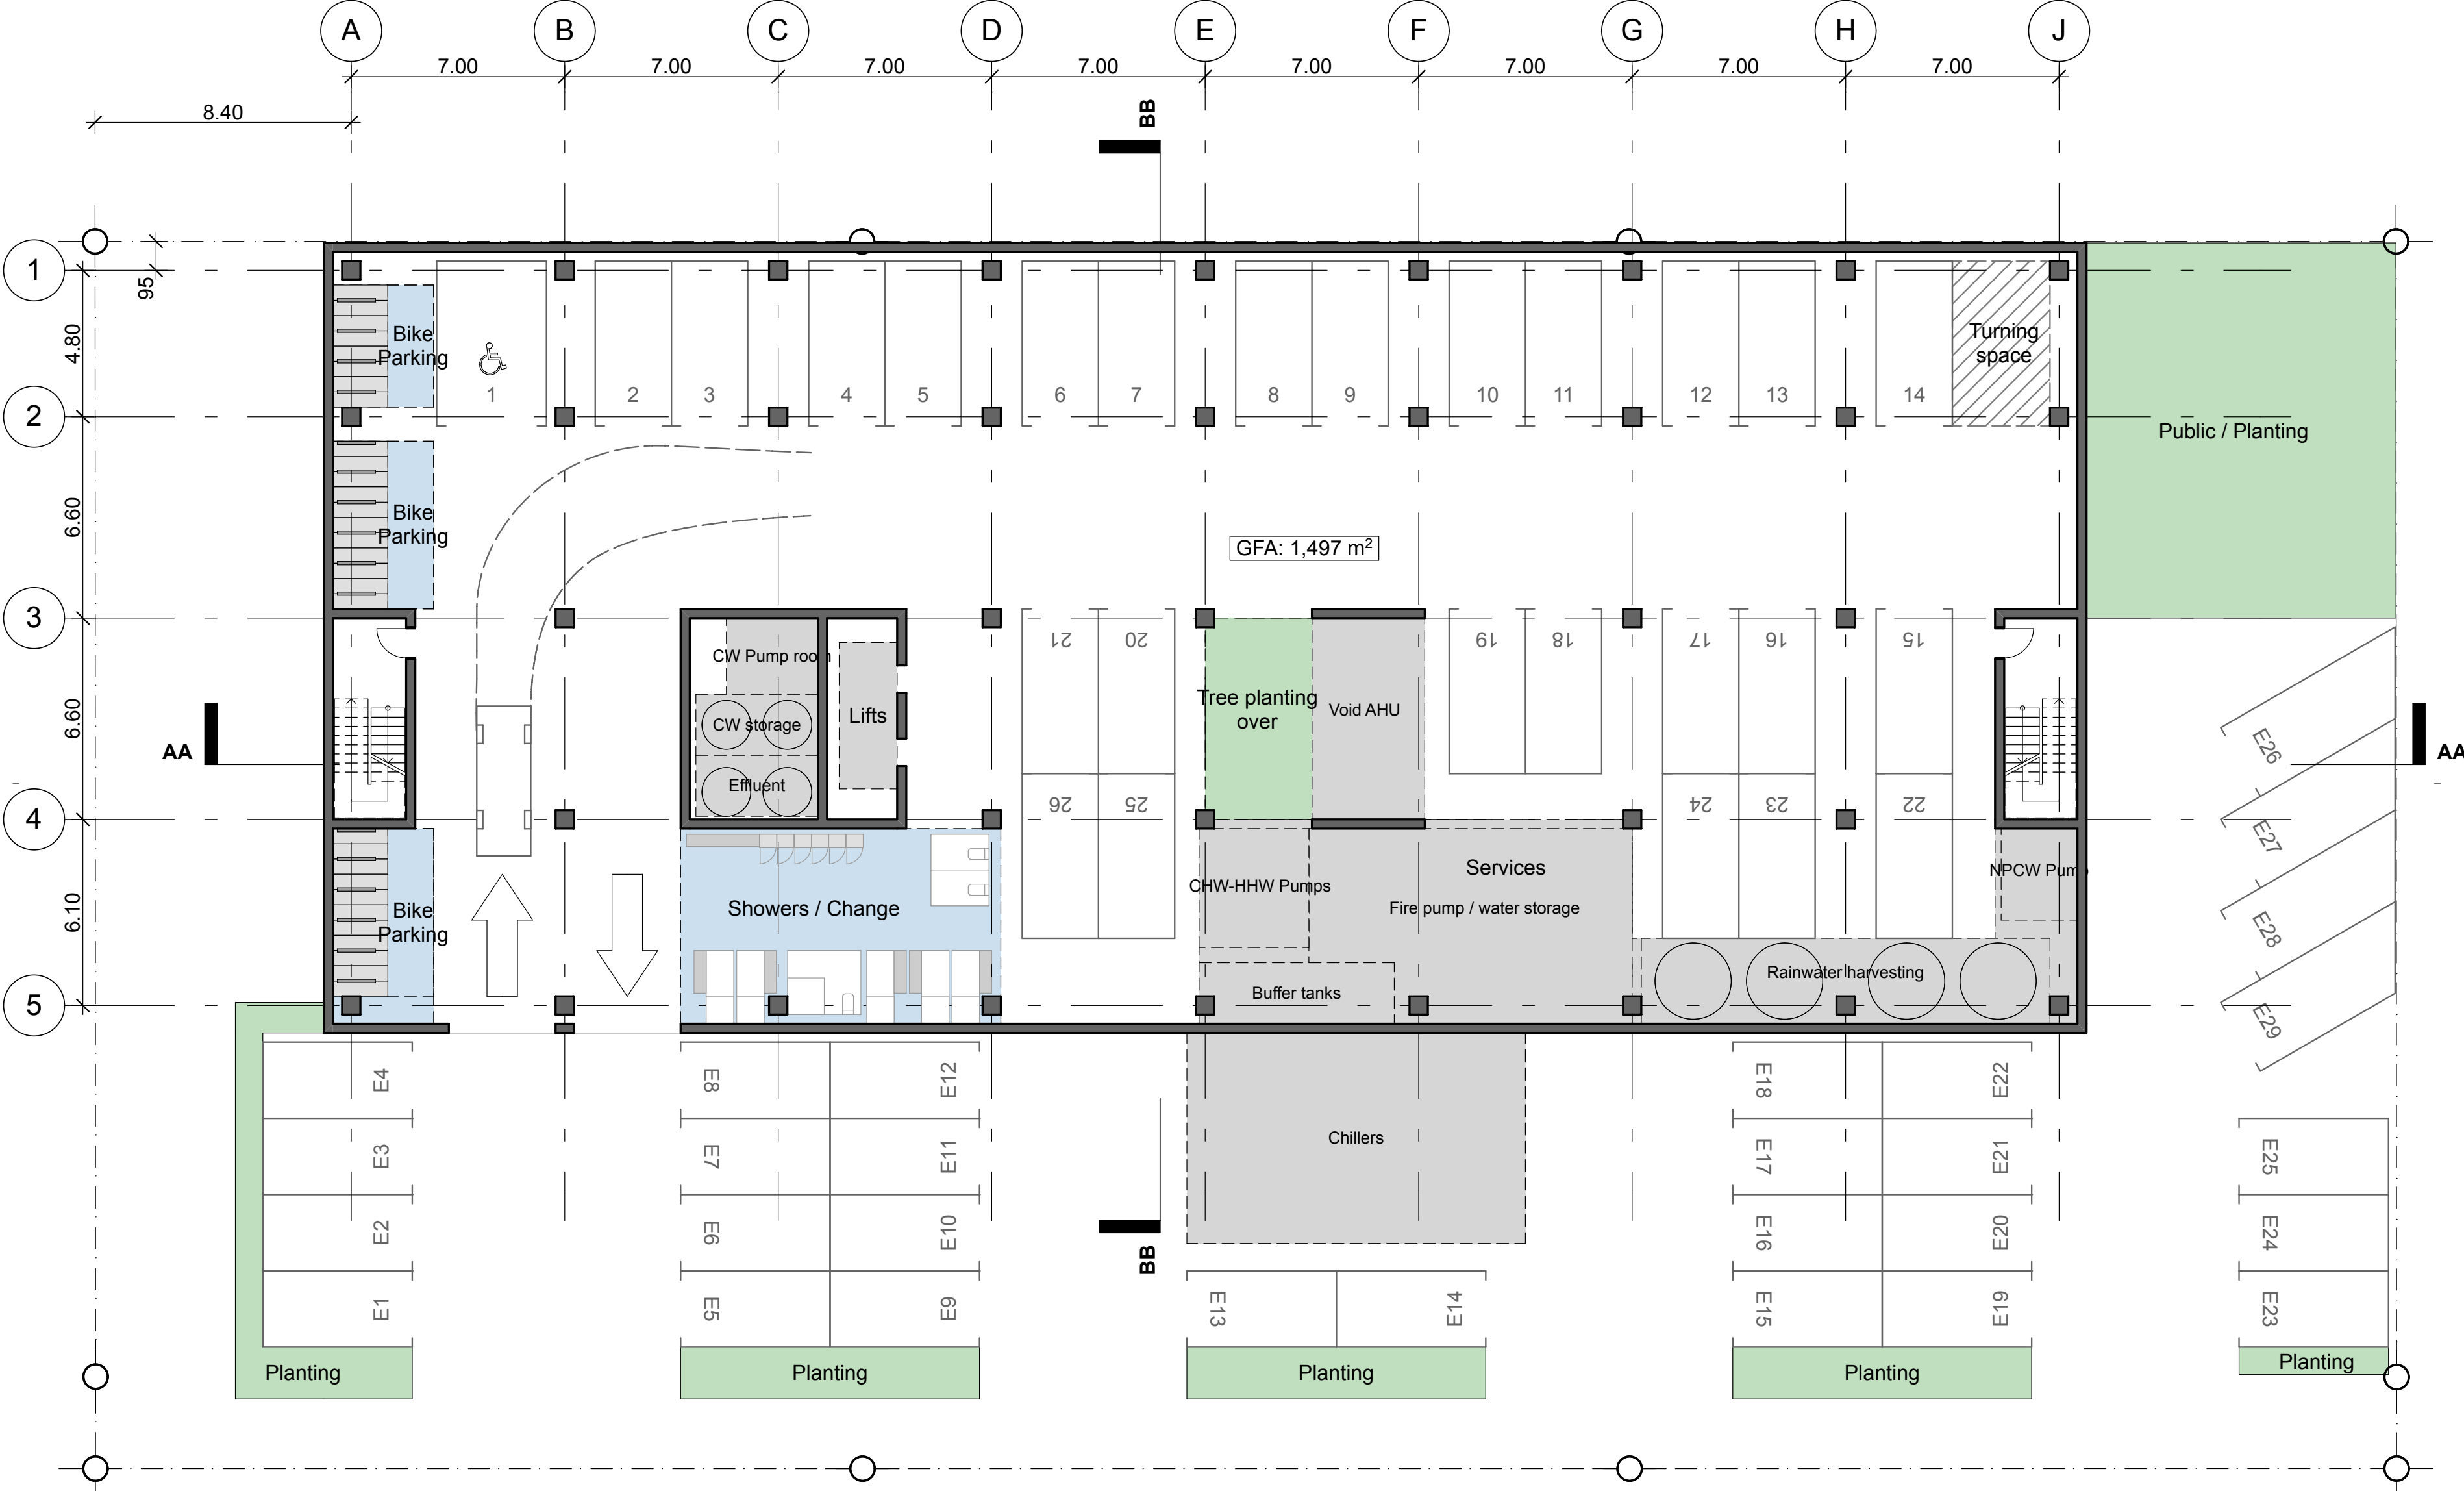 A B C D E F G H J
7.00 7.00 7.00 7.00 7.00 7.00 7.00 7.00
8.40
BB
1
95
4.80
Bike
Parking
1 2 3 4 5 6 7 8 9 10 11 12 13 14
Turning
space
2
Public / Planting
6.60
Bike
Parking
GFA: 1,497 m²
3
21 20 19 18 17 16 15
CW Pump room
6.60
AA
CW storage
Lifts
Tree planting
over
Void AHU
E26
AA
Effluent
26 25 24 23 22
4
E27
6.10
Bike
Parking
Showers / Change
CHW-HHW Pumps
Services
Fire pump / water storage
NPCW Pump
E28
Buffer tanks
Rainwater harvesting
5
E29
E4 E8 E12 E18 E22
Chillers
E3 E7 E11 E17 E21 E25
E2 E6 E10 E16 E20 E24
BB
E1 E5 E9 E13 E14 E15 E19 E23
Planting Planting Planting Planting Planting